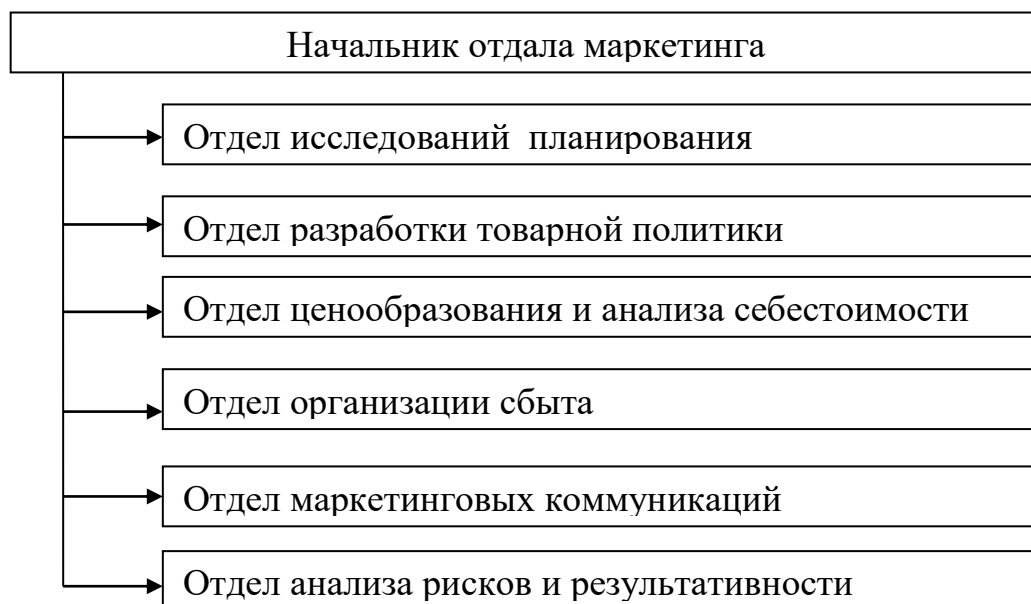 Начальник отдала маркетинга
Отдел исследований  планирования
Отдел разработки товарной политики
Отдел ценообразования и анализа себестоимости
Отдел организации сбыта
Отдел маркетинговых коммуникаций
Отдел анализа рисков и результативности